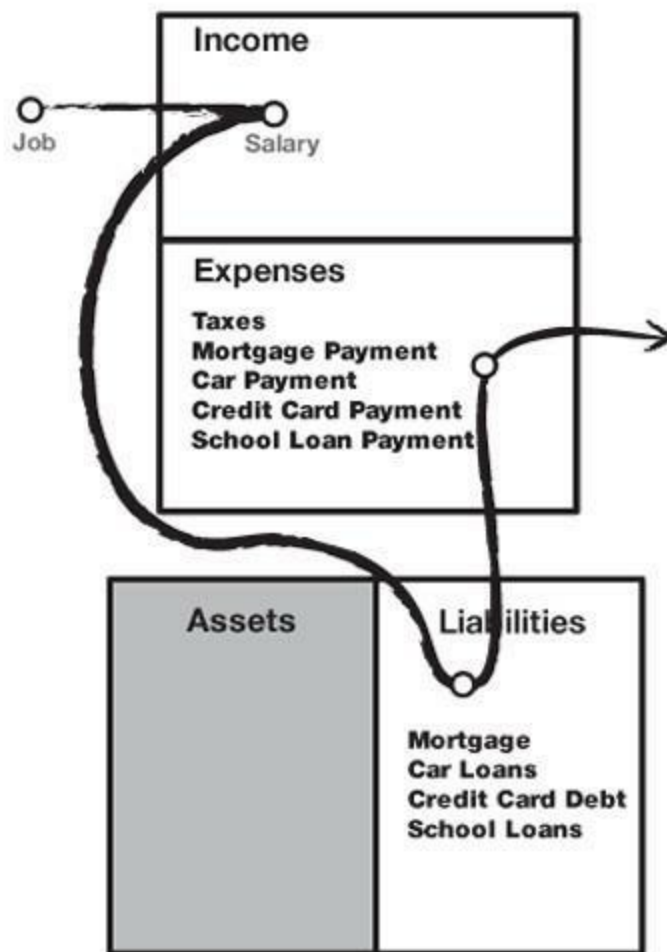 Income
Job
Salary
Expenses
Taxes
Mortgage Payment
Car Payment
Credit Card Payment
School Loan Payment
Assets
Liabilities
Mortgage
Car Loans
Credit Card Debt
School Loans